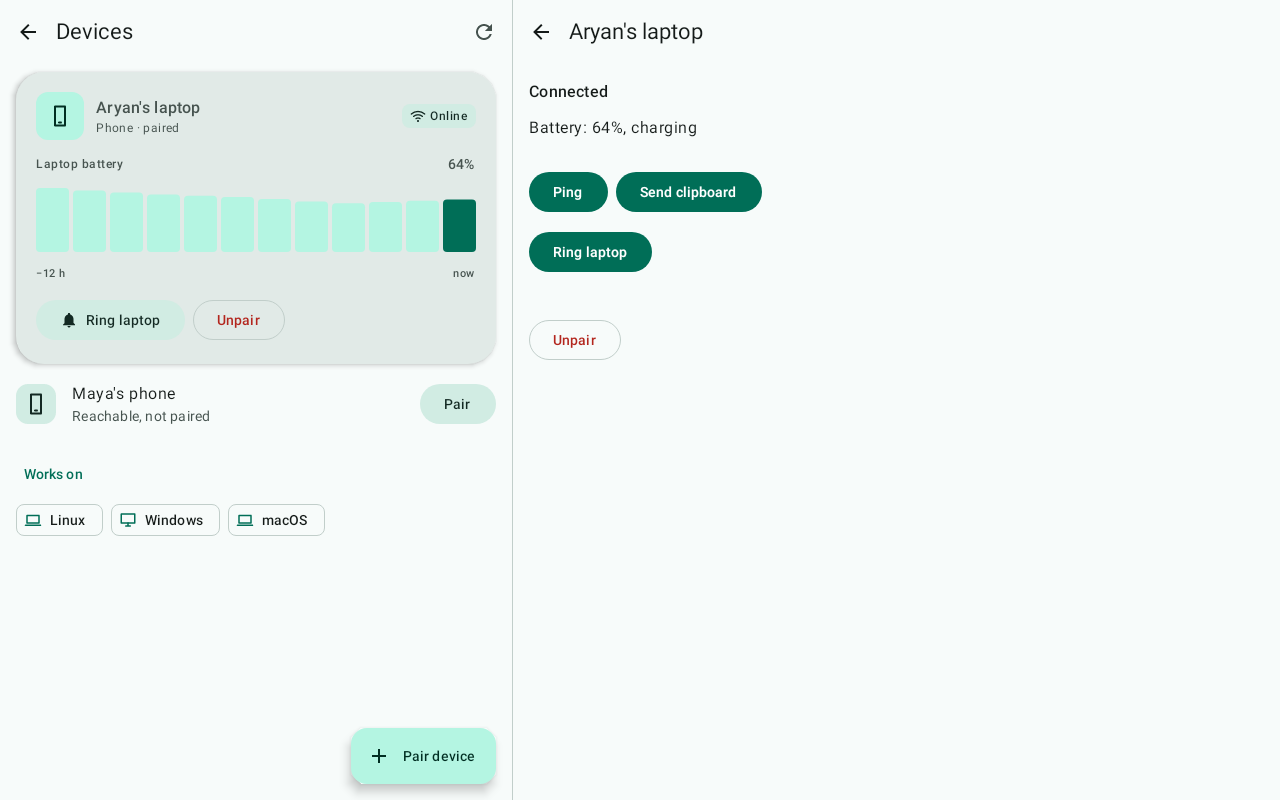 Devices
Aryan's laptop
Phone · paired
Online
Laptop battery
64%
−12 h
now
Ring laptop
Unpair
Maya's phone
Reachable, not paired
Pair
Works on
Linux
Windows
macOS
Pair device
Aryan's laptop
Connected
Battery: 64%, charging
Ping
Send clipboard
Ring laptop
Unpair